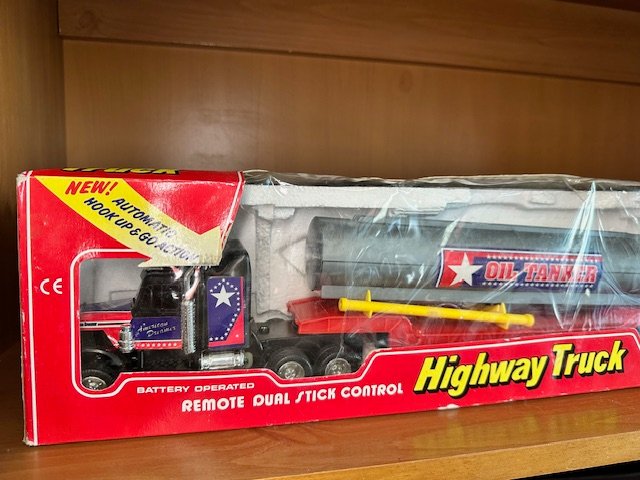 Truck
NEW!
AUTOMATIC
HOOK UP & GO ACTION!
CE
American
Dreamer
OIL TANKER
BATTERY OPERATED
REMOTE DUAL STICK CONTROL
Highway Truck